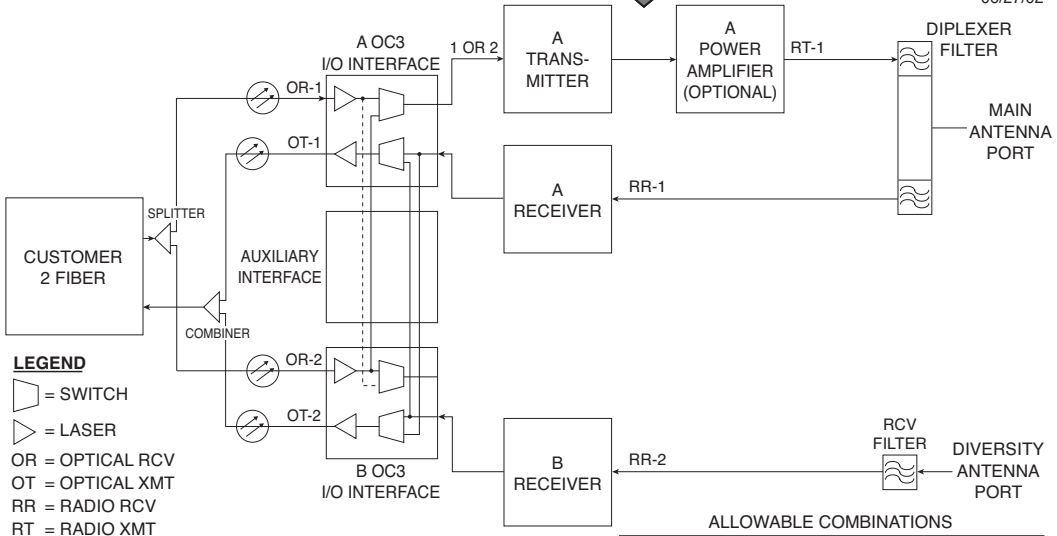 A OC3
I/O INTERFACE
1 OR 2
A
TRANS-
MITTER
A
POWER
AMPLIFIER
(OPTIONAL)
RT-1
DIPLEXER
FILTER
OR-1
OT-1
MAIN
ANTENNA
PORT
A
RECEIVER
RR-1
SPLITTER
CUSTOMER
2 FIBER
AUXILIARY
INTERFACE
COMBINER
LEGEND
= SWITCH
= LASER
OR = OPTICAL RCV
OT = OPTICAL XMT
RR = RADIO RCV
RT = RADIO XMT
OR-2
OT-2
B OC3
I/O INTERFACE
B
RECEIVER
RR-2
RCV
FILTER
DIVERSITY
ANTENNA
PORT
ALLOWABLE COMBINATIONS